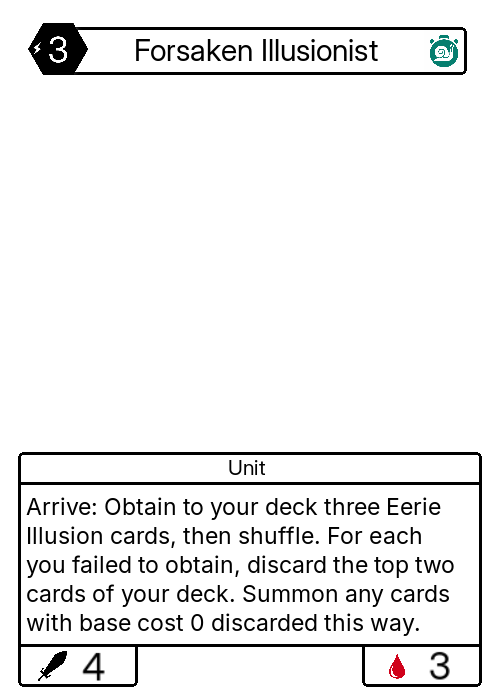 3 Forsaken Illusionist
Unit
Arrive: Obtain to your deck three Eerie
Illusion cards, then shuffle. For each
you failed to obtain, discard the top two
cards of your deck. Summon any cards
with base cost 0 discarded this way.
4 3